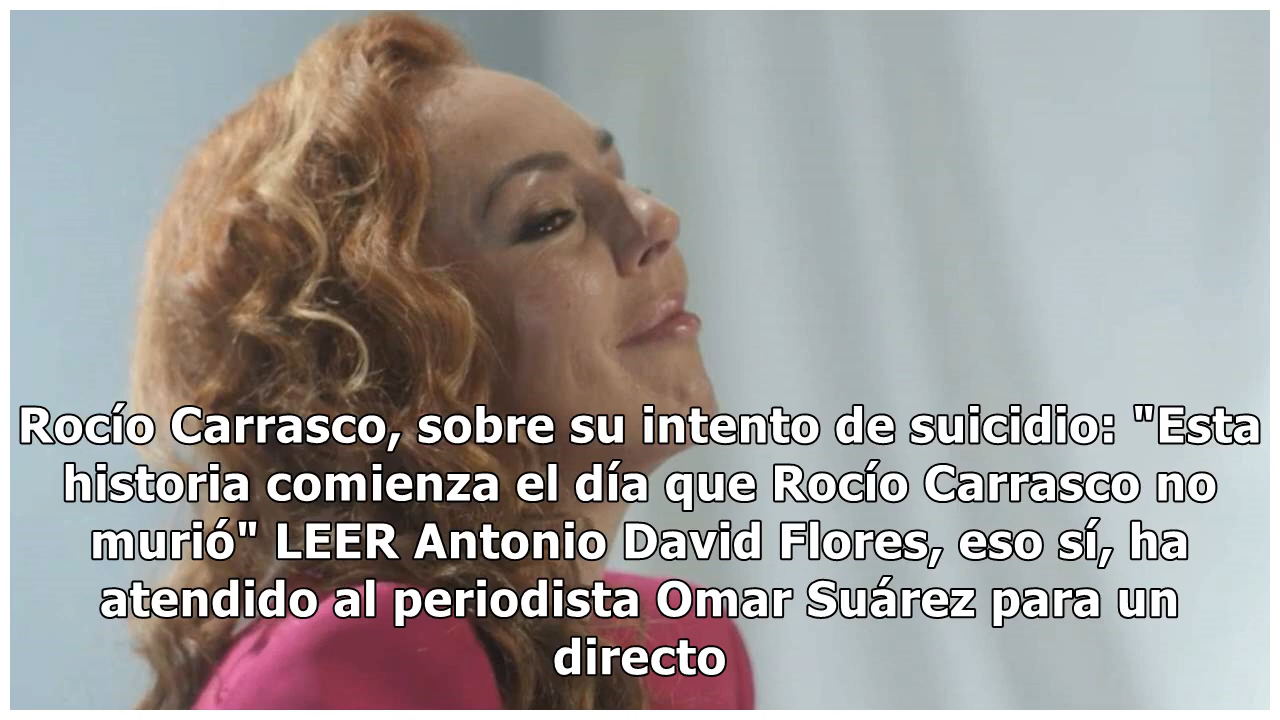 Rocío Carrasco, sobre su intento de suicidio: "Esta
historia comienza el día que Rocío Carrasco no
murió" LEER Antonio David Flores, eso sí, ha
atendido al periodista Omar Suárez para un
directo